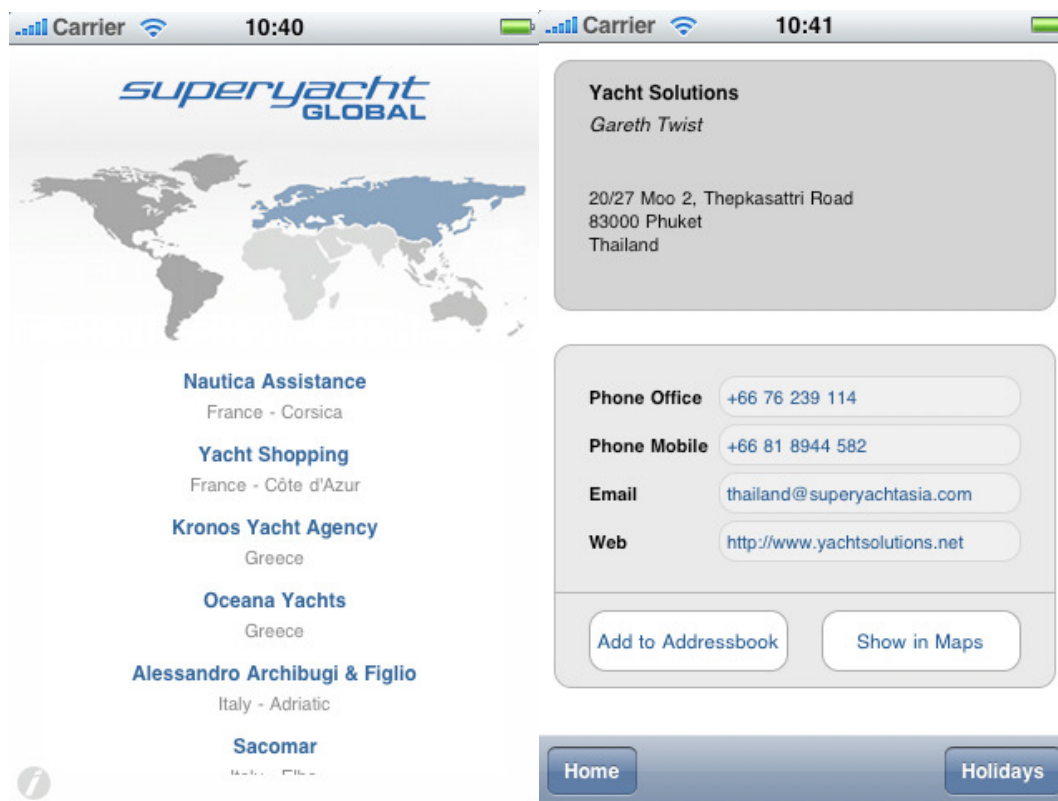 Carrier 10:40
superyacht
GLOBAL
Nautica Assistance
France - Corsica
Yacht Shopping
France - Côte d'Azur
Kronos Yacht Agency
Greece
Oceana Yachts
Greece
Alessandro Archibugi & Figlio
Italy - Adriatic
Sacomar
Italy - Elba
i
Carrier 10:41
Yacht Solutions
Gareth Twist
20/27 Moo 2, Thepkasattri Road
83000 Phuket
Thailand
Phone Office +66 76 239 114
Phone Mobile +66 81 8944 582
Email thailand@superyachtasia.com
Web http://www.yachtsolutions.net
Add to Addressbook Show in Maps
Home Holidays